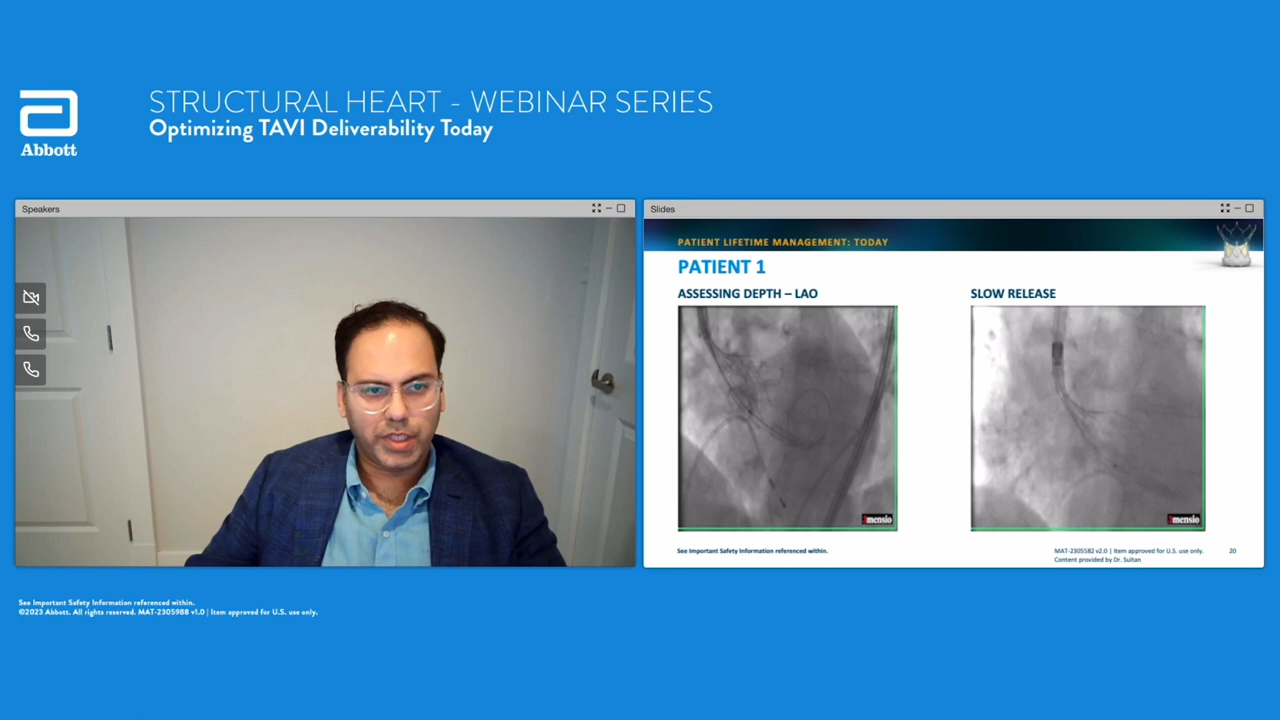 STRUCTURAL HEART - WEBINAR SERIES
Optimizing TAVI Deliverability Today
Abbott
Speakers
Slides
PATIENT LIFETIME MANAGEMENT: TODAY
PATIENT 1
ASSESSING DEPTH – LAO
SLOW RELEASE
3mensio
3mensio
See Important Safety Information referenced within.
MAT-2305582 v2.0 | Item approved for U.S. use only.
Content provided by Dr. Sultan
20
See Important Safety Information referenced within.
©2023 Abbott. All rights reserved. MAT-2305988 v1.0 | Item approved for U.S. use only.